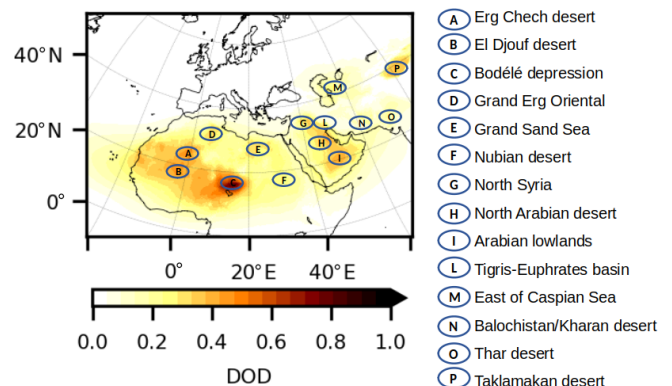 40°N
20°N
0°
0°
20°E
40°E
A
B
C
D
E
F
G
H
I
L
M
N
O
P
0.0
0.2
0.4
0.6
0.8
1.0
DOD
A Erg Chech desert
B El Djouf desert
C Bodélé depression
D Grand Erg Oriental
E Grand Sand Sea
F Nubian desert
G North Syria
H North Arabian desert
I Arabian lowlands
L Tigris-Euphrates basin
M East of Caspian Sea
N Balochistan/Kharan desert
O Thar desert
P Taklamakan desert